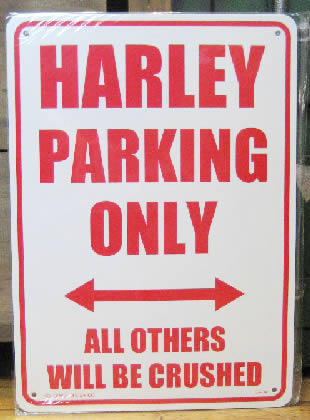 HARLEY
PARKING
ONLY
ALL OTHERS
WILL BE CRUSHED